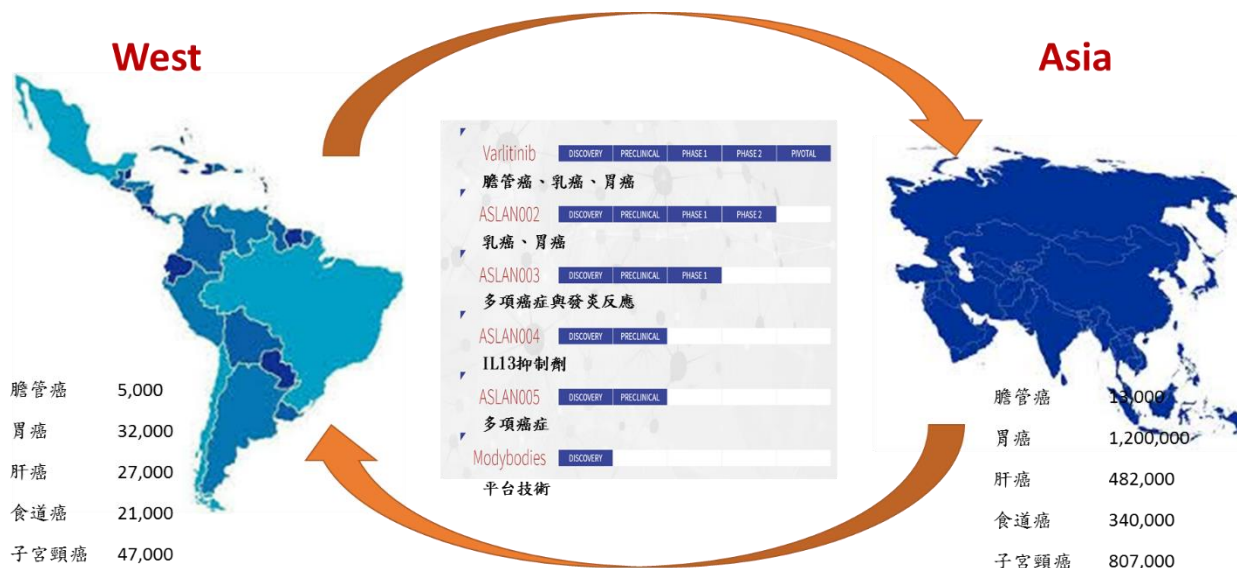 West
Asia
Varlitinib DISCOVERY PRECLINICAL PHASE 1 PHASE 2 PIVOTAL
膽管癌、乳癌、胃癌
ASLAN002 DISCOVERY PRECLINICAL PHASE 1 PHASE 2
乳癌、胃癌
ASLAN003 DISCOVERY PRECLINICAL PHASE 1
多項癌症與發炎反應
ASLAN004 DISCOVERY PRECLINICAL
IL13抑制劑
ASLAN005 DISCOVERY PRECLINICAL
多項癌症
Modybodies DISCOVERY
平台技術
膽管癌 5,000
胃癌 32,000
肝癌 27,000
食道癌 21,000
子宮頸癌 47,000
膽管癌 13,000
胃癌 1,200,000
肝癌 482,000
食道癌 340,000
子宮頸癌 807,000